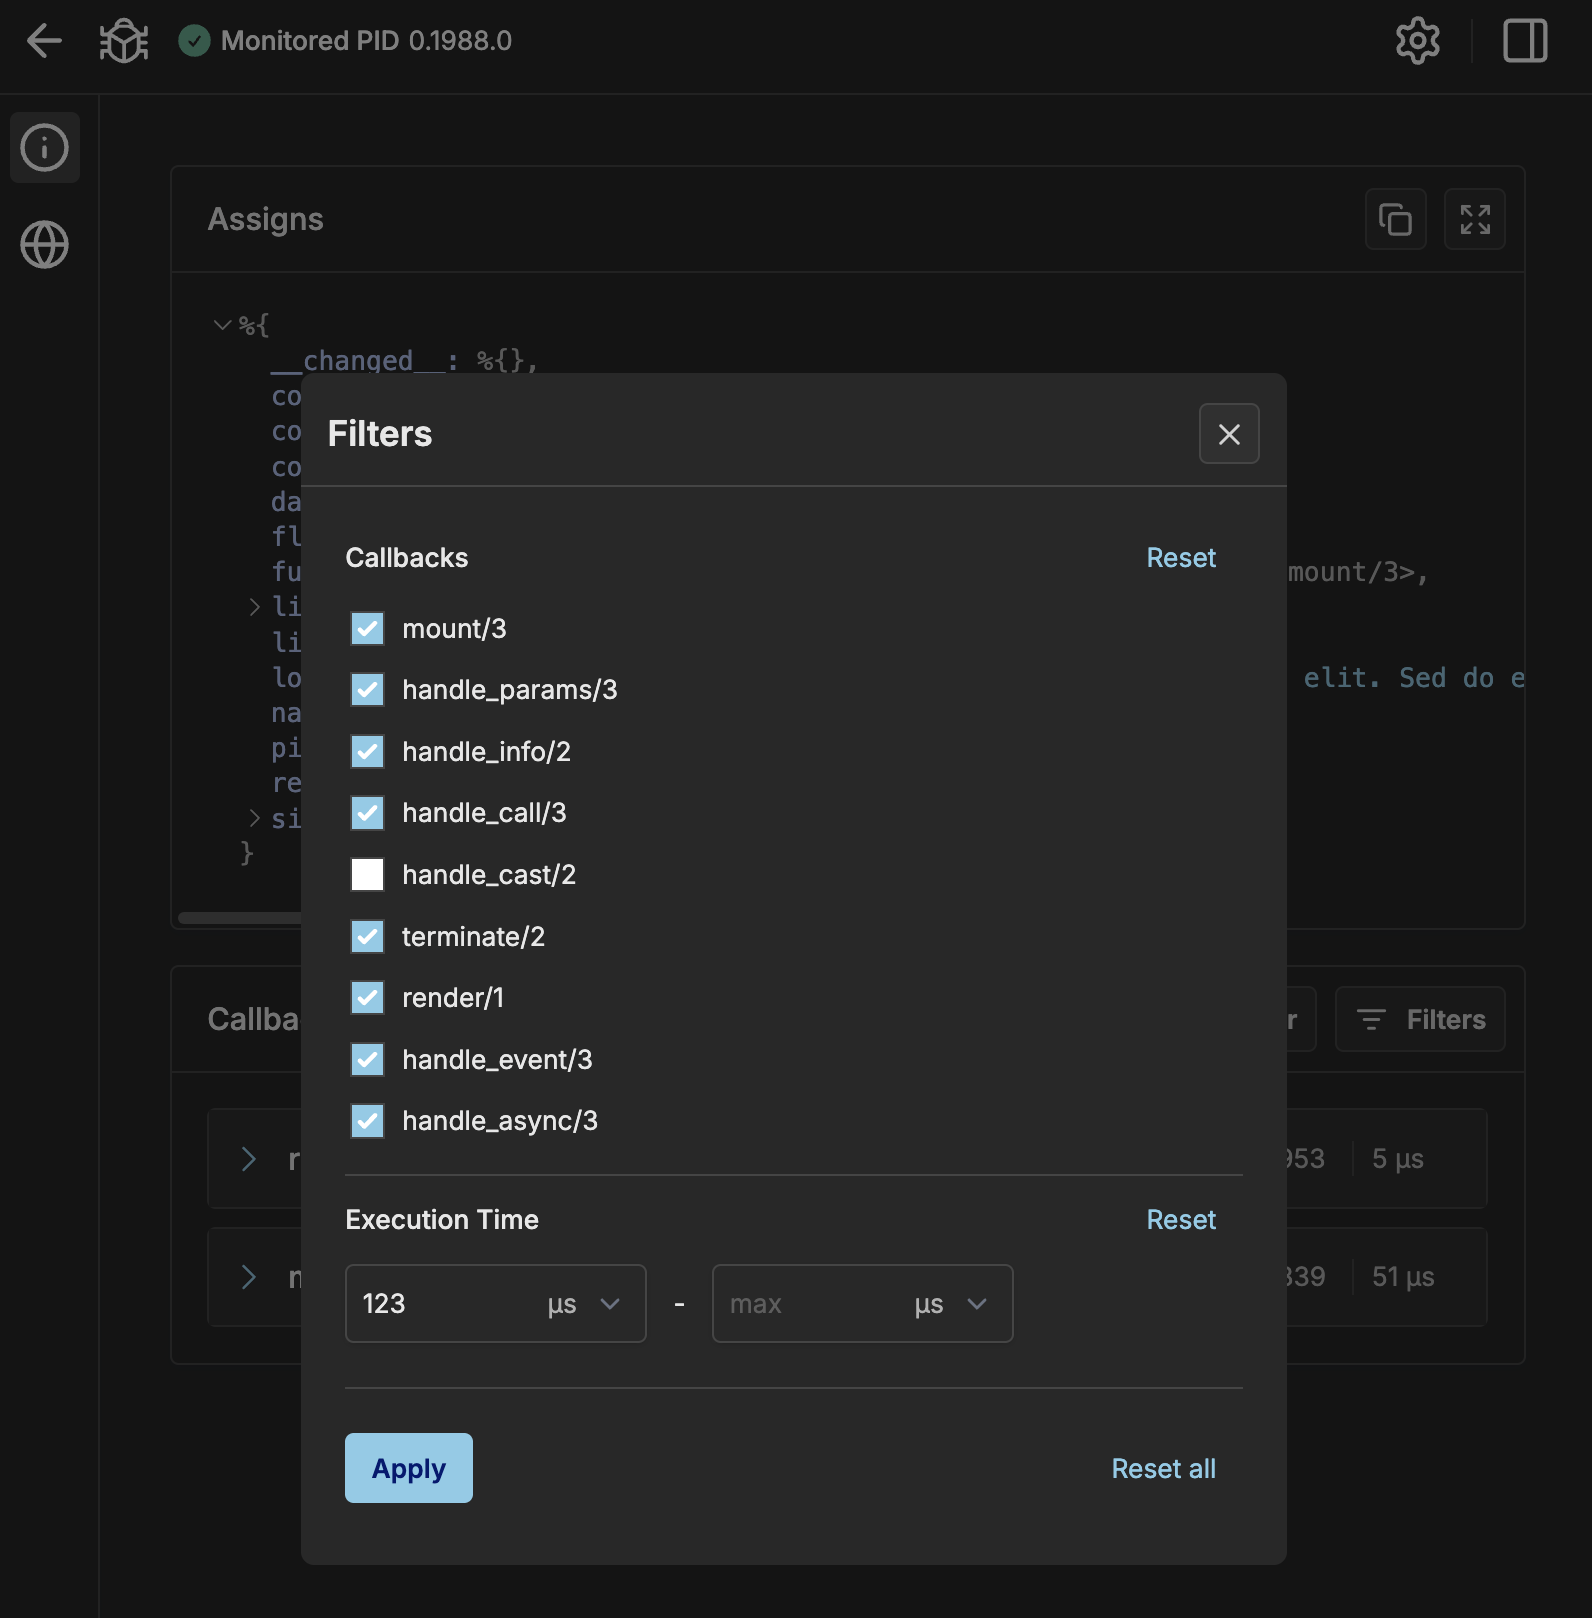 Monitored PID 0.1988.0
Assigns
%{
__changed__: %{},
co
co
co
da
fl
fu
mount/3>,
li
li
lo
elit. Sed do e
na
pi
re
si
}
Filters
Callbacks
Reset
mount/3
handle_params/3
handle_info/2
handle_call/3
handle_cast/2
terminate/2
render/1
handle_event/3
handle_async/3
Execution Time
Reset
123 µs - max µs
Apply
Reset all
Callba
r
Filters
r
953 5 µs
339 51 µs